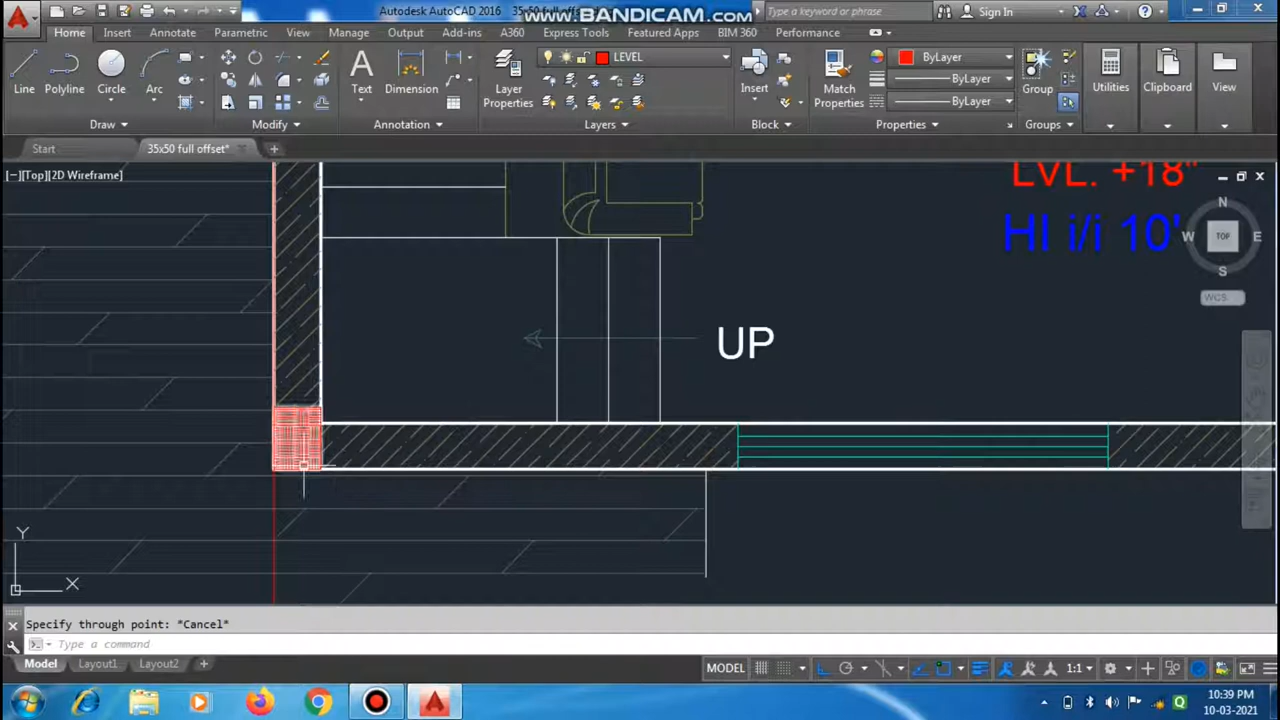 Autodesk AutoCAD 2016 35x50 full offse
www.BANDICAM.com
Type a keyword or phrase
Sign In
Home Insert Annotate Parametric View Manage Output Add-ins A360 Express Tools Featured Apps BIM 360 Performance
LEVEL
ByLayer
ByLayer
ByLayer
Line Polyline Circle Arc Text Dimension Layer Properties Insert Match Properties Group Utilities Clipboard View
Draw Modify Annotation Layers Block Properties Groups
Start 35x50 full offset*
[−][Top][2D Wireframe]
LVL. +18"
HI i/i 10'
N
W TOP E
S
WCS
UP
Y
X
Specify through point: *Cancel*
Type a command
Model Layout1 Layout2
MODEL 1:1
10:39 PM
10-03-2021